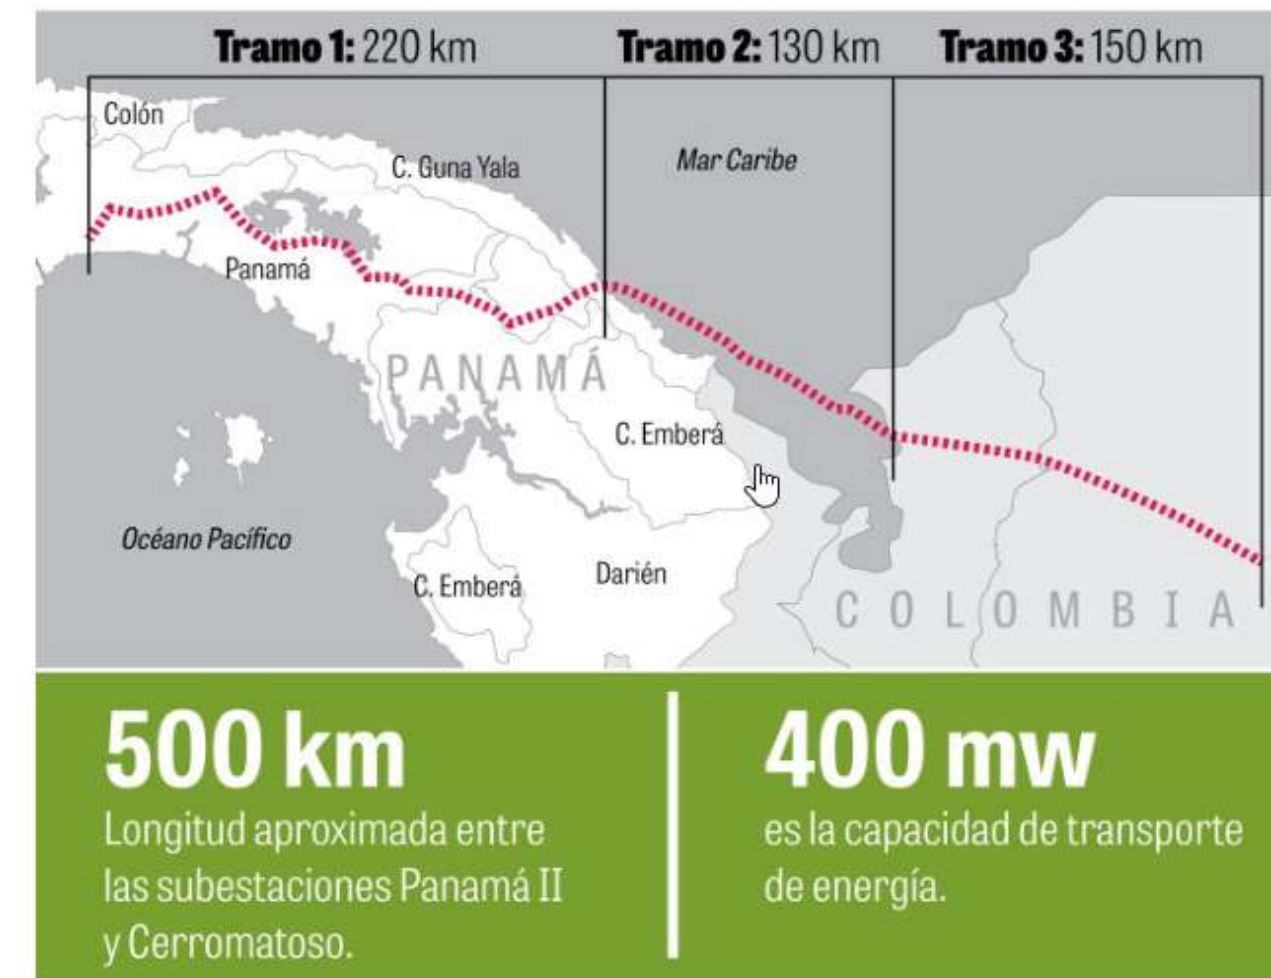 Tramo 1: 220 km
Tramo 2: 130 km
Tramo 3: 150 km
Colón
C. Guna Yala
Mar Caribe
Panamá
PANAMÁ
C. Emberá
Océano Pacífico
C. Emberá
Darién
COLOMBIA
500 km
Longitud aproximada entre
las subestaciones Panamá II
y Cerromatoso.
400 mw
es la capacidad de transporte
de energía.